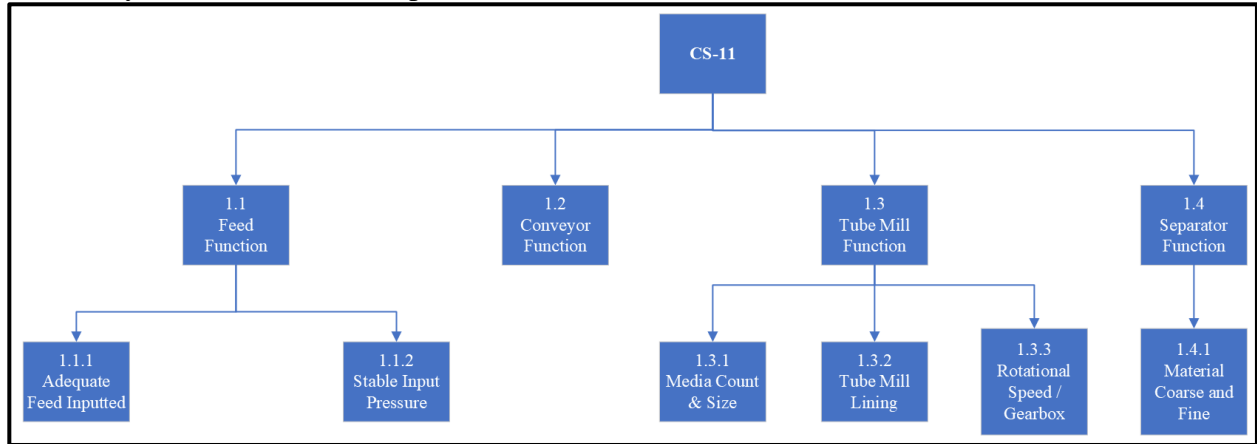 CS-11
1.1
Feed
Function
1.2
Conveyor
Function
1.3
Tube Mill
Function
1.4
Separator
Function
1.1.1
Adequate
Feed Inputted
1.1.2
Stable Input
Pressure
1.3.1
Media Count
& Size
1.3.2
Tube Mill
Lining
1.3.3
Rotational
Speed /
Gearbox
1.4.1
Material
Coarse and
Fine